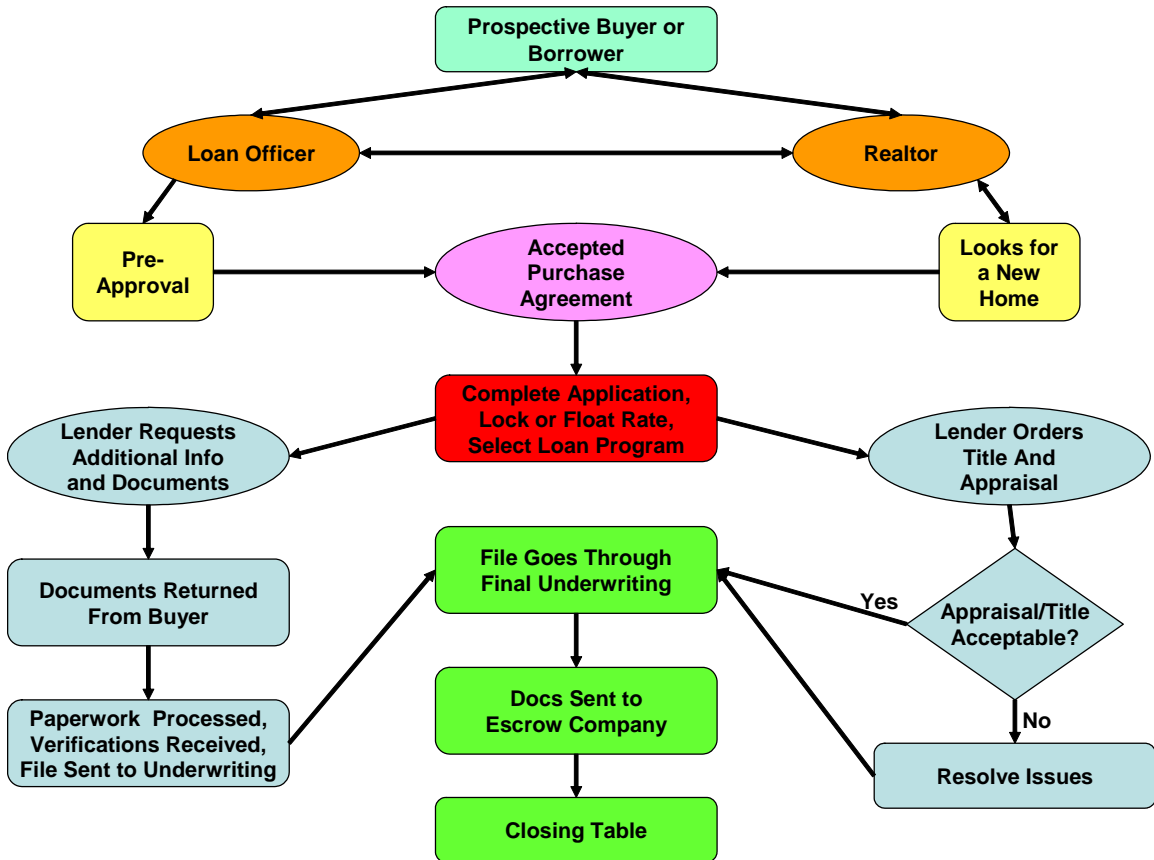 Prospective Buyer or
Borrower
Loan Officer
Realtor
Pre-
Approval
Accepted
Purchase
Agreement
Looks for
a New
Home
Complete Application,
Lock or Float Rate,
Select Loan Program
Lender Requests
Additional Info
and Documents
Lender Orders
Title And
Appraisal
File Goes Through
Final Underwriting
Documents Returned
From Buyer
Yes
Appraisal/Title
Acceptable?
Docs Sent to
Escrow Company
Paperwork Processed,
Verifications Received,
File Sent to Underwriting
No
Resolve Issues
Closing Table